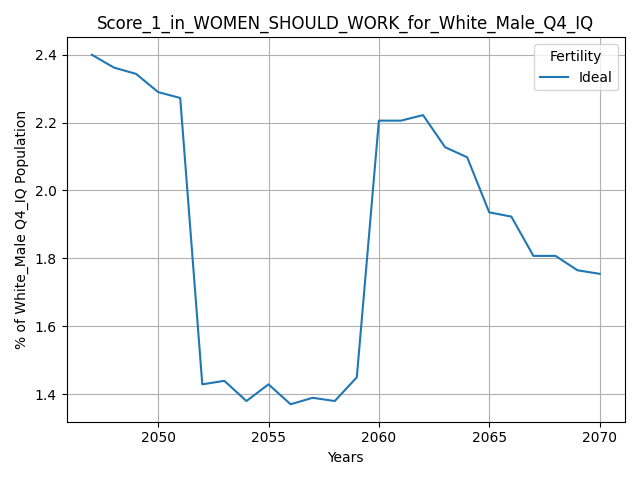 Score_1_in_WOMEN_SHOULD_WORK_for_White_Male_Q4_IQ
Fertility
Ideal
% of White_Male Q4_IQ Population
2.4
2.2
2.0
1.8
1.6
1.4
2050
2055
2060
2065
2070
Years